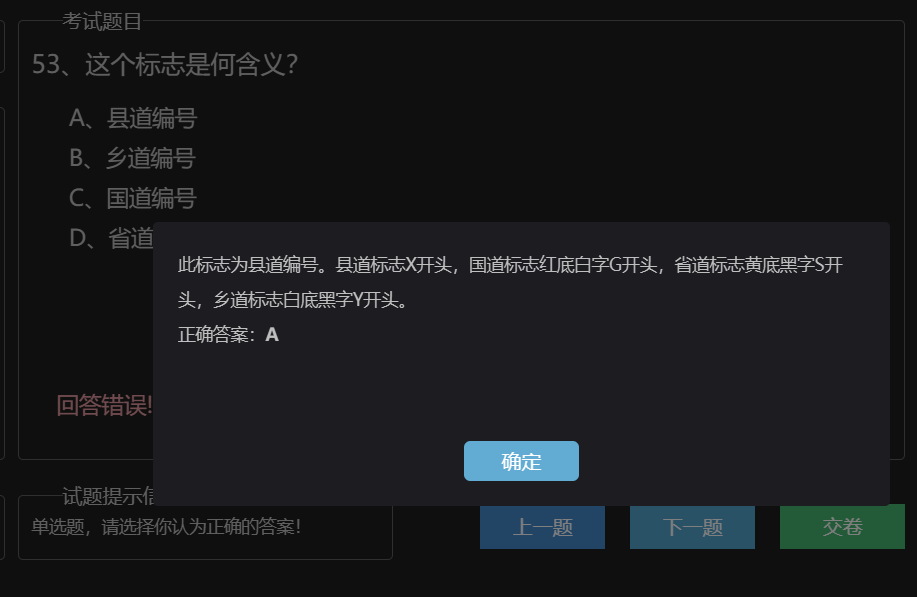 考试题目
53、这个标志是何含义？
A、县道编号
B、乡道编号
C、国道编号
D、省道
此标志为县道编号。县道标志X开头，国道标志红底白字G开头，省道标志黄底黑字S开
头，乡道标志白底黑字Y开头。
正确答案：A
回答错误!
确定
试题提示信
单选题，请选择你认为正确的答案！
上一题
下一题
交卷